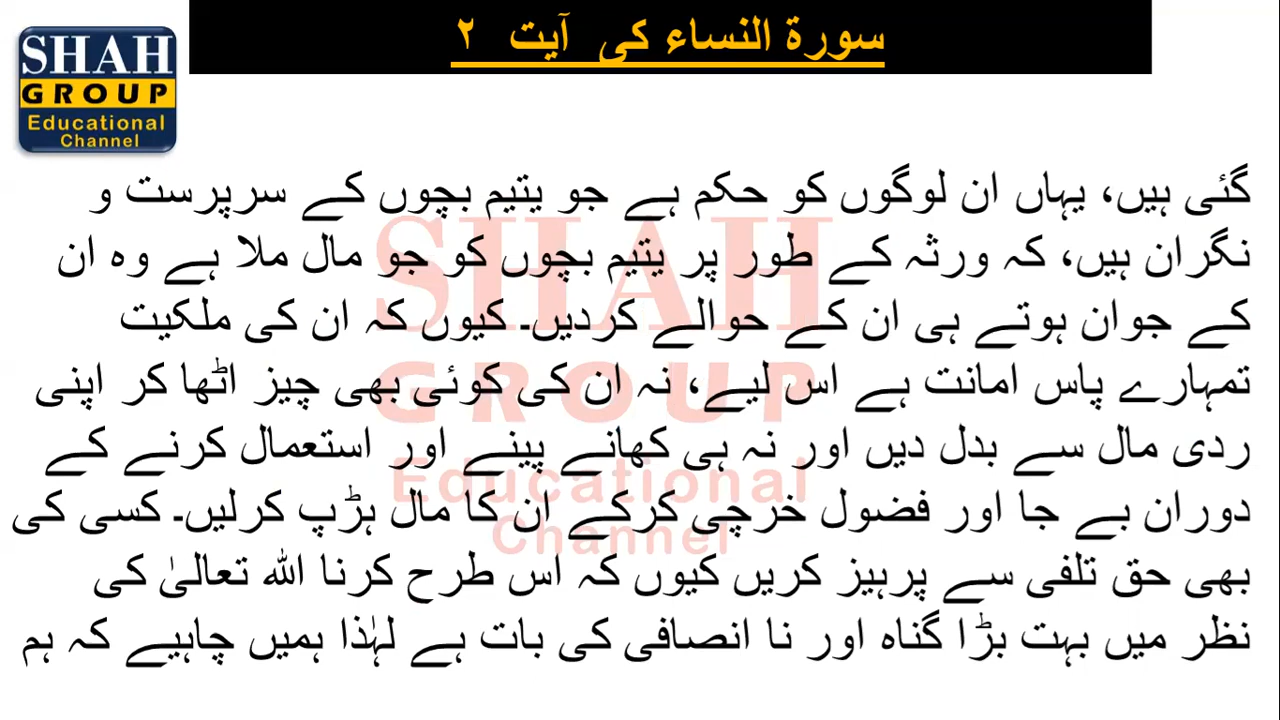 سورۃ النساء کی آیت ۲
SHAH
GROUP
Educational
Channel
گئی ہیں، یہاں ان لوگوں کو حکم ہے جو یتیم بچوں کے سرپرست و
نگران ہیں، کہ ورثہ کے طور پر یتیم بچوں کو جو مال ملا ہے وہ ان
کے جوان ہوتے ہی ان کے حوالے کردیں۔ کیوں کہ ان کی ملکیت
تمہارے پاس امانت ہے اس لیے، نہ ان کی کوئی بھی چیز اٹھا کر اپنی
ردی مال سے بدل دیں اور نہ ہی کھانے پینے اور استعمال کرنے کے
دوران بے جا اور فضول خرچی کرکے ان کا مال ہڑپ کرلیں۔ کسی کی
بھی حق تلفی سے پرہیز کریں کیوں کہ اس طرح کرنا اللہ تعالیٰ کی
نظر میں بہت بڑا گناہ اور نا انصافی کی بات ہے لہٰذا ہمیں چاہیے کہ ہم
SHAH
GROUP
Educational
Channel